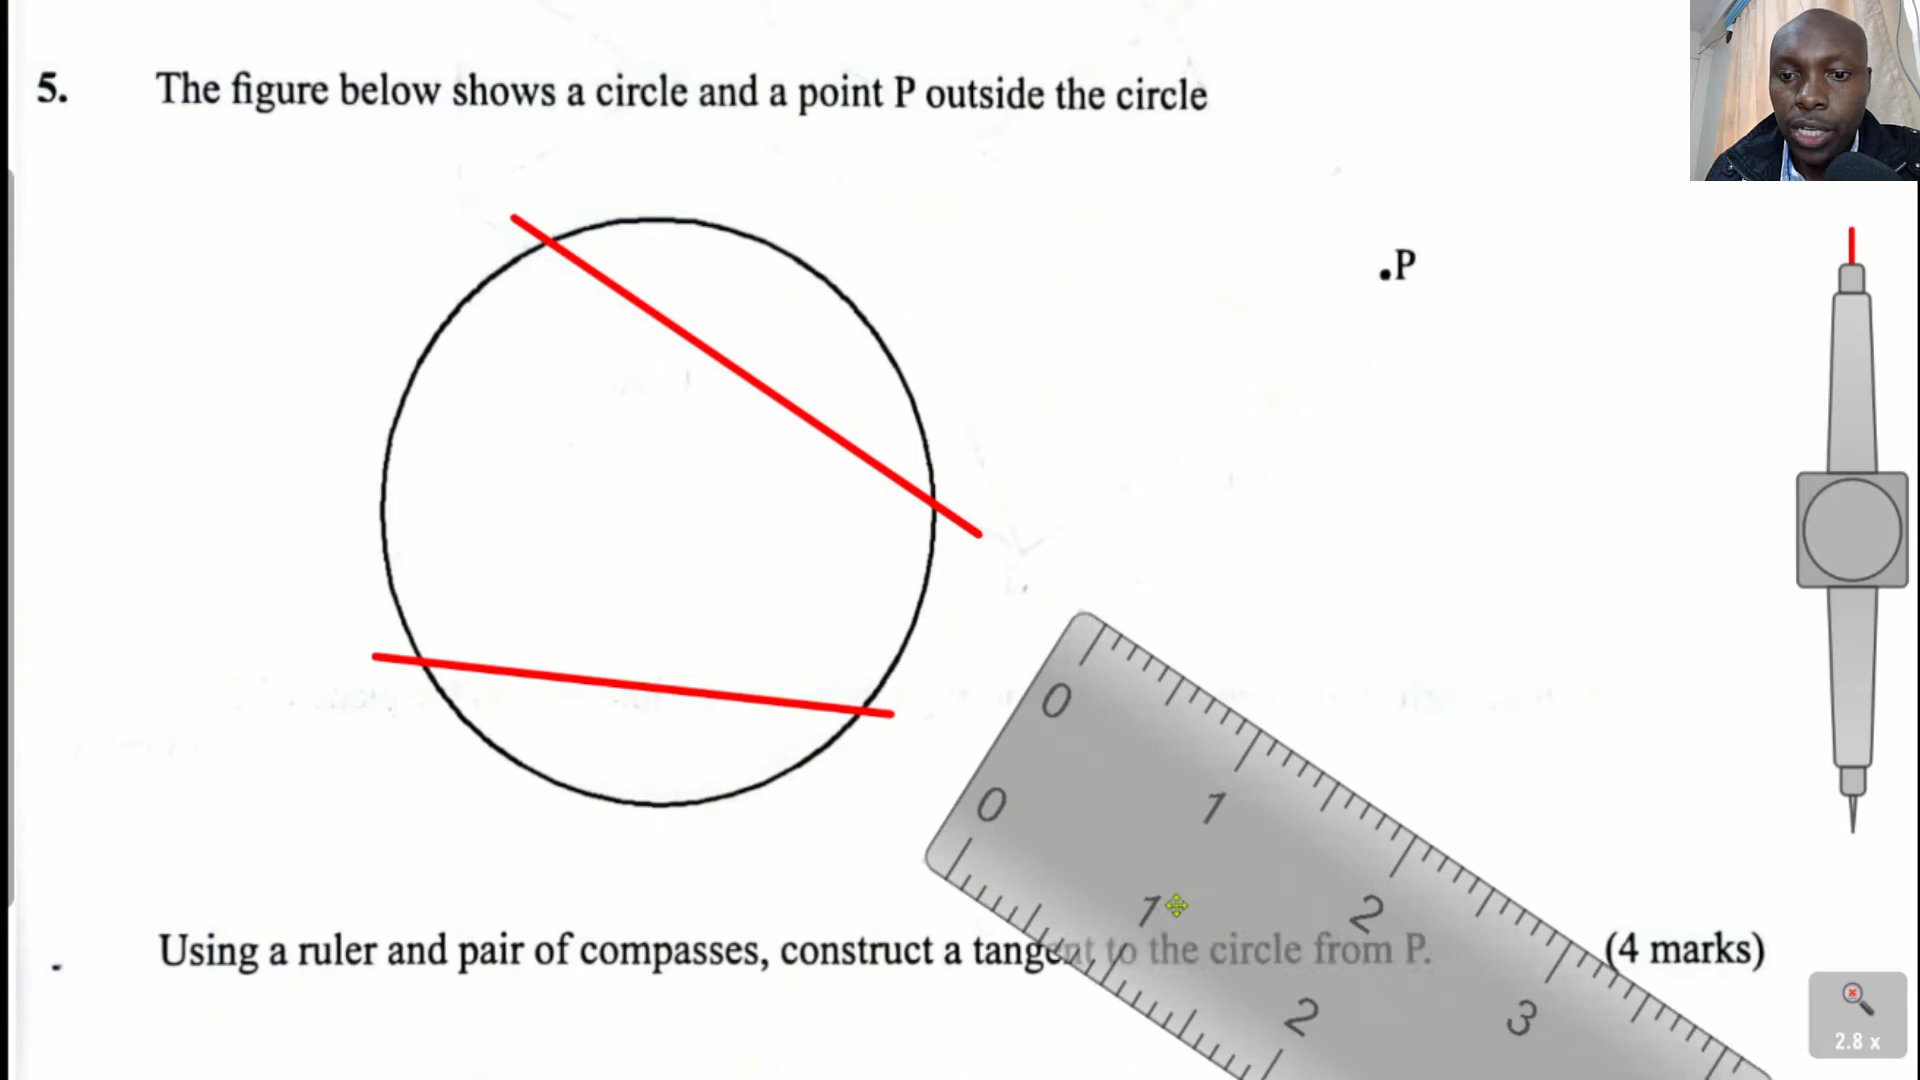 5. The figure below shows a circle and a point P outside the circle
.P
0
0 1
1 2
2 3
Using a ruler and pair of compasses, construct a tangent to the circle from P. (4 marks)
2.8 x